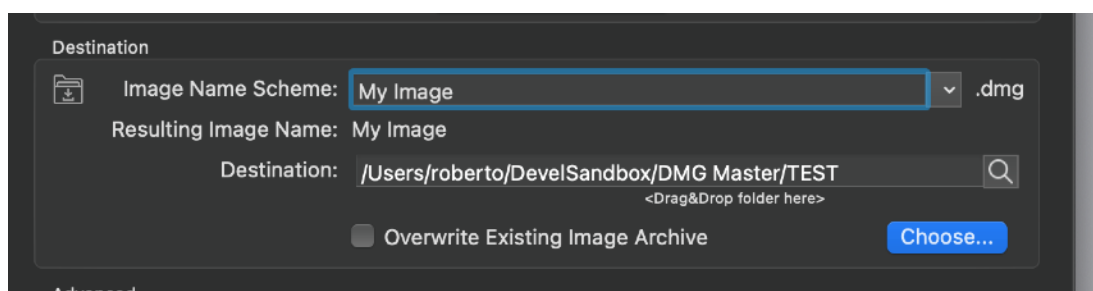 Destination
Image Name Scheme: My Image .dmg
Resulting Image Name: My Image
Destination: /Users/roberto/DevelSandbox/DMG Master/TEST
<Drag&Drop folder here>
Overwrite Existing Image Archive Choose...